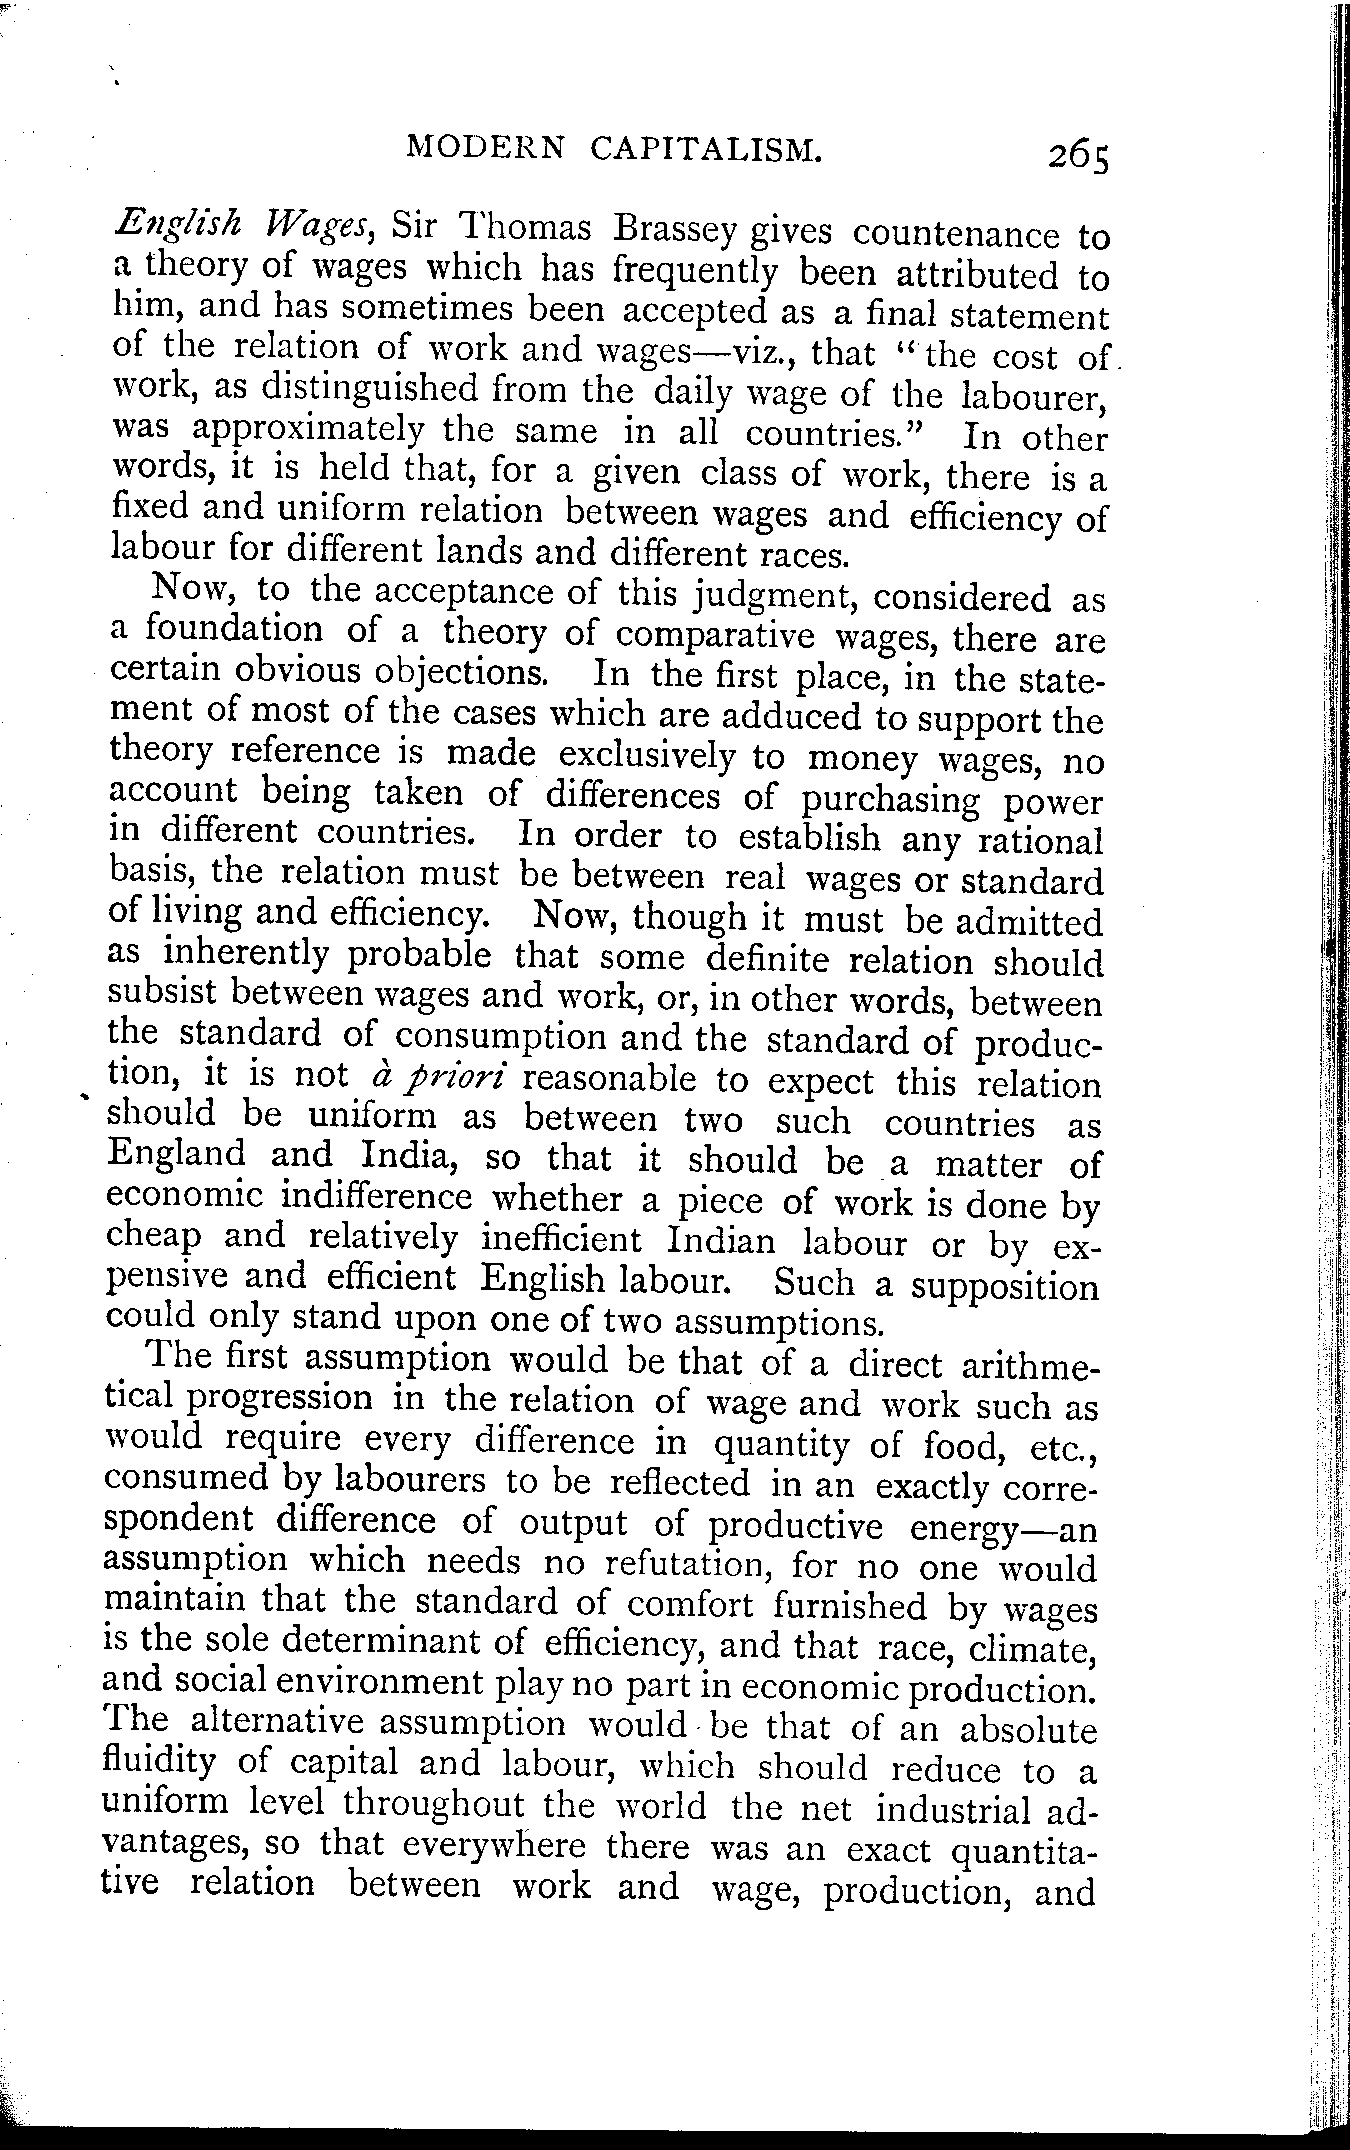 MODERN CAPITALISM. 265
English Wages, Sir Thomas Brassey gives countenance to
a theory of wages which has frequently been attributed to
him, and has sometimes been accepted as a final statement
of the relation of work and wages—viz., that "the cost of
work, as distinguished from the daily wage of the labourer,
was approximately the same in all countries." In other
words, it is held that, for a given class of work, there is a
fixed and uniform relation between wages and efficiency of
labour for different lands and different races.
Now, to the acceptance of this judgment, considered as
a foundation of a theory of comparative wages, there are
certain obvious objections. In the first place, in the state-
ment of most of the cases which are adduced to support the
theory reference is made exclusively to money wages, no
account being taken of differences of purchasing power
in different countries. In order to establish any rational
basis, the relation must be between real wages or standard
of living and efficiency. Now, though it must be admitted
as inherently probable that some definite relation should
subsist between wages and work, or, in other words, between
the standard of consumption and the standard of produc-
tion, it is not à priori reasonable to expect this relation
should be uniform as between two such countries as
England and India, so that it should be a matter of
economic indifference whether a piece of work is done by
cheap and relatively inefficient Indian labour or by ex-
pensive and efficient English labour. Such a supposition
could only stand upon one of two assumptions.
The first assumption would be that of a direct arithme-
tical progression in the relation of wage and work such as
would require every difference in quantity of food, etc.,
consumed by labourers to be reflected in an exactly corre-
spondent difference of output of productive energy—an
assumption which needs no refutation, for no one would
maintain that the standard of comfort furnished by wages
is the sole determinant of efficiency, and that race, climate,
and social environment play no part in economic production.
The alternative assumption would be that of an absolute
fluidity of capital and labour, which should reduce to a
uniform level throughout the world the net industrial ad-
vantages, so that everywhere there was an exact quantita-
tive relation between work and wage, production, and